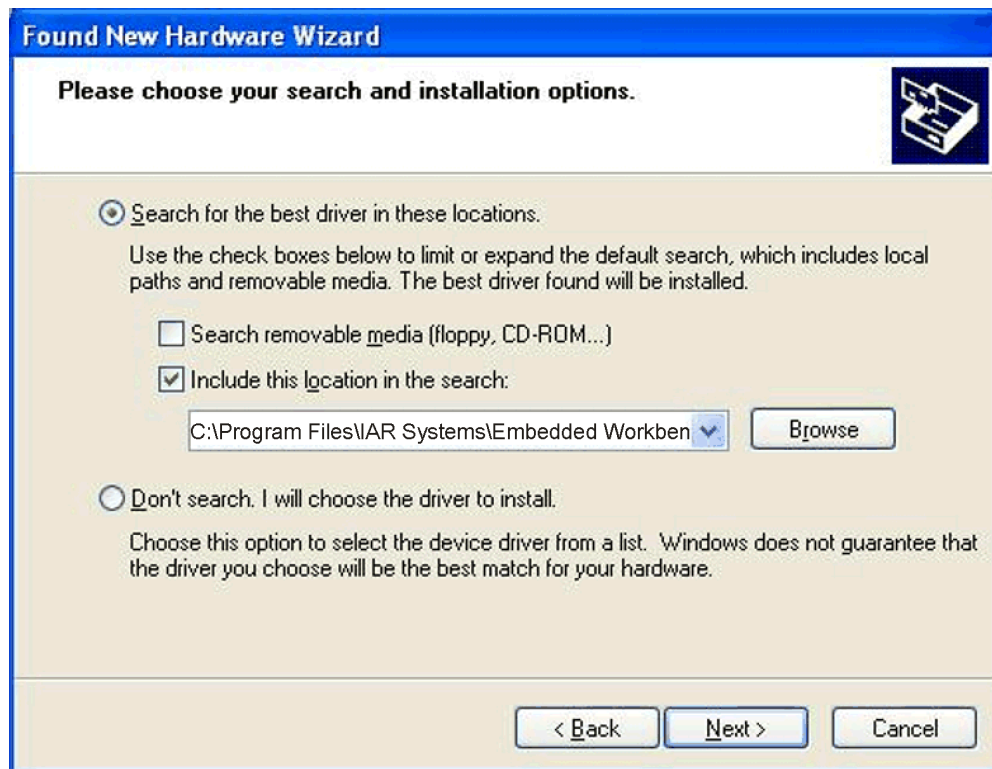 Found New Hardware Wizard
Please choose your search and installation options.
Search for the best driver in these locations.
Use the check boxes below to limit or expand the default search, which includes local
paths and removable media. The best driver found will be installed.
Search removable media (floppy, CD-ROM...)
Include this location in the search:
C:\Program Files\IAR Systems\Embedded Workben
Browse
Don't search. I will choose the driver to install.
Choose this option to select the device driver from a list. Windows does not guarantee that
the driver you choose will be the best match for your hardware.
< Back
Next >
Cancel